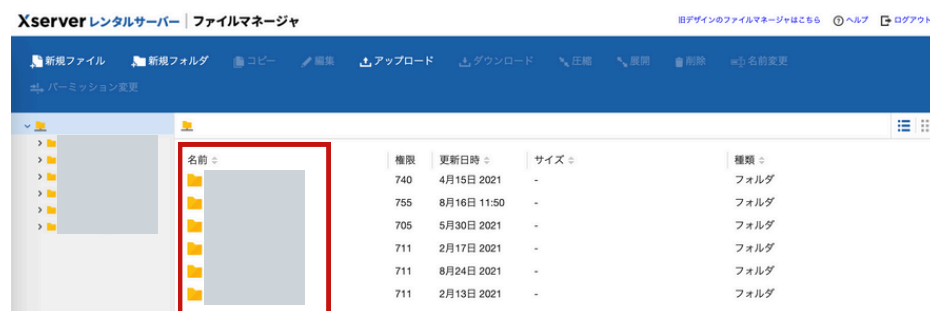 Xserver レンタルサーバー ファイルマネージャ
旧デザインのファイルマネージャはこちら ヘルプ ログアウト
新規ファイル 新規フォルダ コピー 編集 アップロード ダウンロード 圧縮 展開 削除 名前変更
パーミッション変更
名前 権限 更新日時 サイズ 種類
740 4月15日 2021 - フォルダ
755 8月16日 11:50 - フォルダ
705 5月30日 2021 - フォルダ
711 2月17日 2021 - フォルダ
711 8月24日 2021 - フォルダ
711 2月13日 2021 - フォルダ